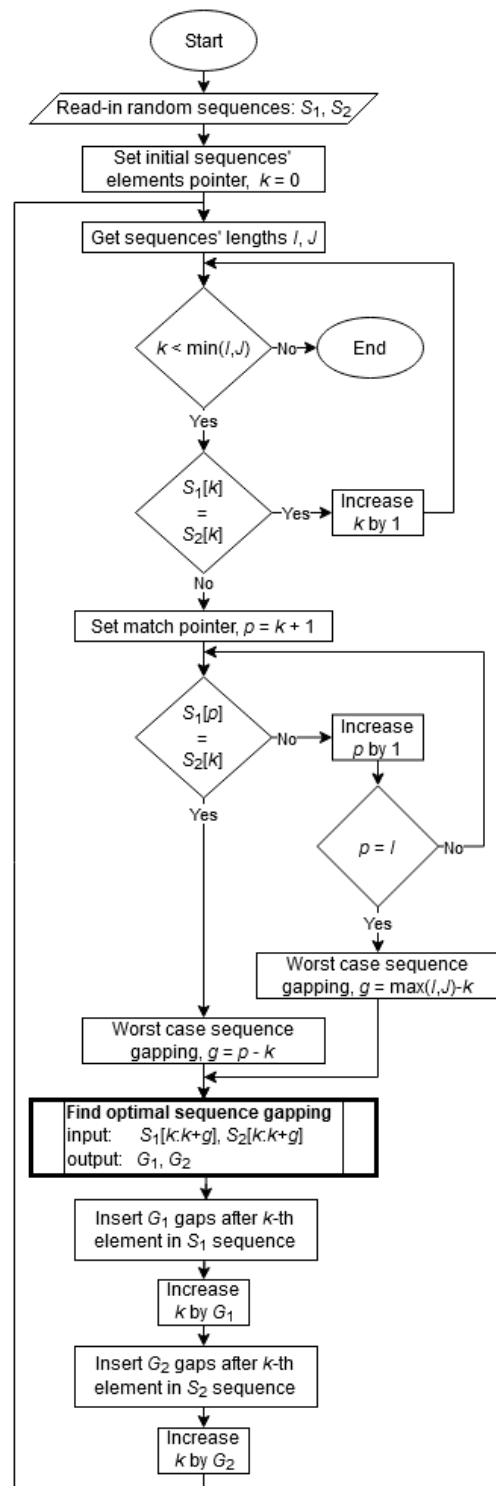 Start
Read-in random sequences: S1, S2
Set initial sequences'
elements pointer, k = 0
Get sequences' lengths I, J
k < min(I,J)
No
End
Yes
S1[k]
=
S2[k]
Yes
Increase
k by 1
No
Set match pointer, p = k + 1
S1[p]
=
S2[k]
No
Increase
p by 1
Yes
p = I
No
Yes
Worst case sequence
gapping, g = max(I,J)-k
Worst case sequence
gapping, g = p - k
Find optimal sequence gapping
input: S1[k:k+g], S2[k:k+g]
output: G1, G2
Insert G1 gaps after k-th
element in S1 sequence
Increase
k by G1
Insert G2 gaps after k-th
element in S2 sequence
Increase
k by G2